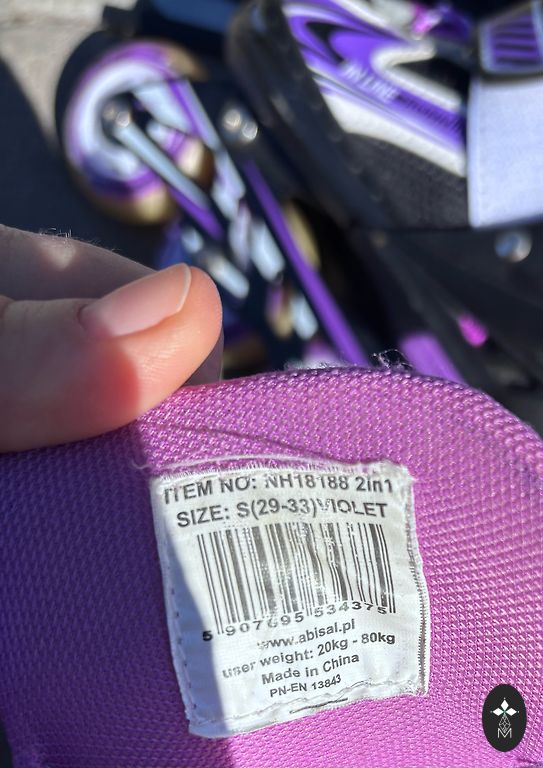 IN LINE
ITEM NO: NH18188 2in1
SIZE: S(29-33)VIOLET
5 907695 534375
www.abisal.pl
user weight: 20kg - 80kg
Made in China
PN-EN 13843